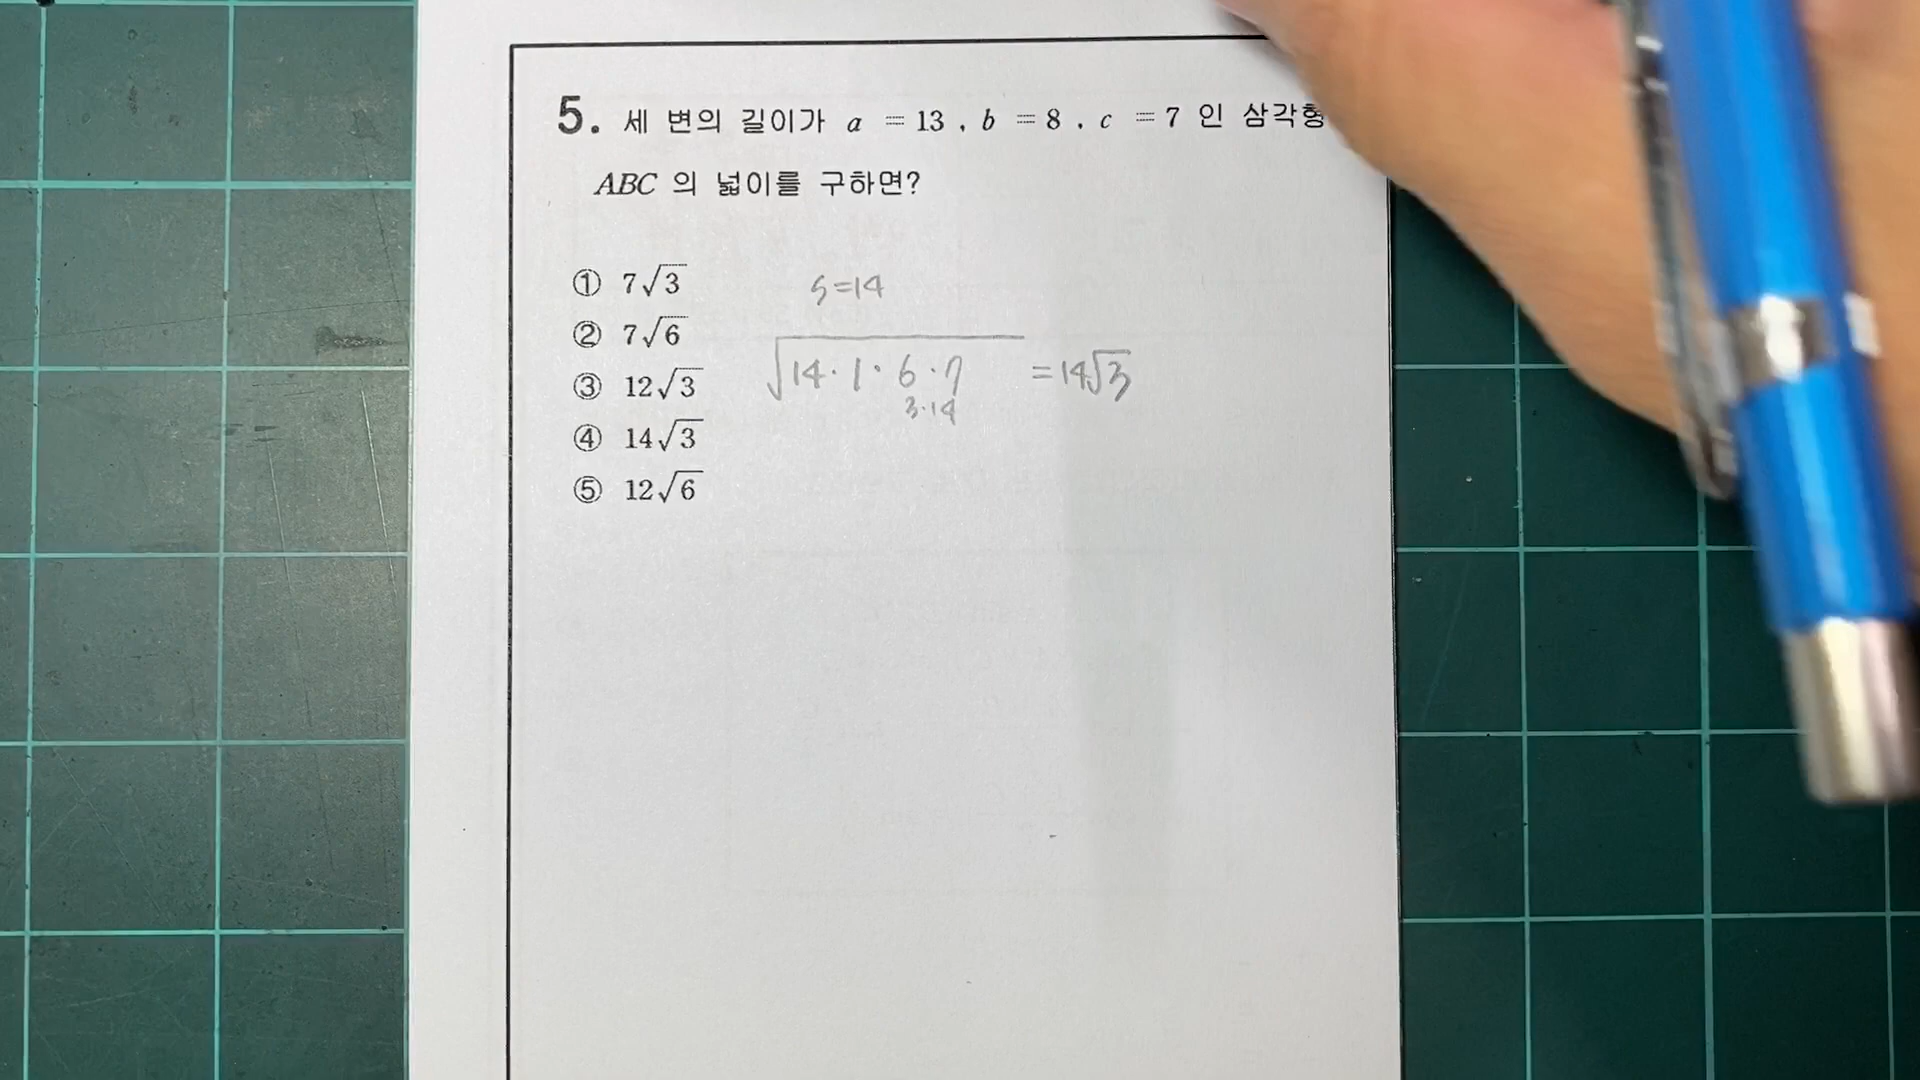 5. 세 변의 길이가 a = 13 , b = 8 , c = 7 인 삼각형
ABC 의 넓이를 구하면?
① 7√3
② 7√6
③ 12√3
④ 14√3
⑤ 12√6
s=14
√14·1·6·7 = 14√3
3·14